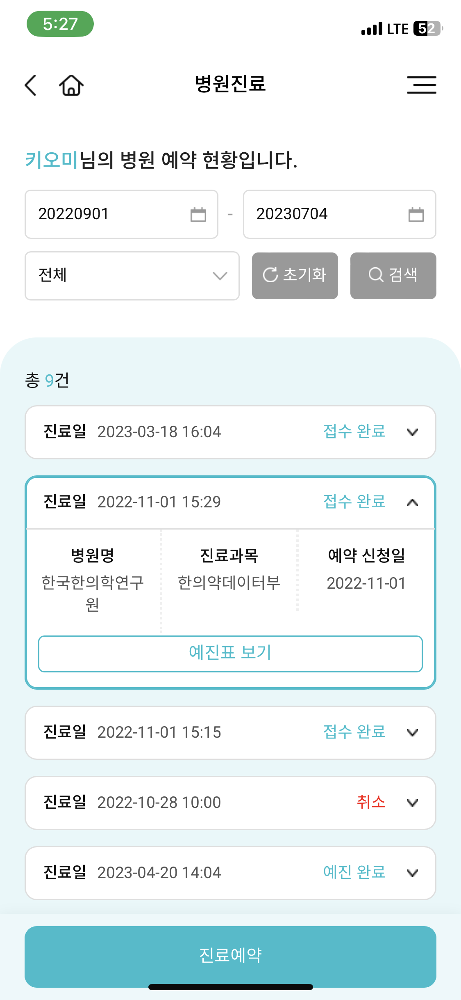 5:27
LTE 52
병원진료
키오미님의 병원 예약 현황입니다.
20220901 - 20230704
전체 초기화 검색
총 9건
진료일 2023-03-18 16:04 접수 완료
진료일 2022-11-01 15:29 접수 완료
병원명 진료과목 예약 신청일
한국한의학연구 한의약데이터부 2022-11-01
원
예진표 보기
진료일 2022-11-01 15:15 접수 완료
진료일 2022-10-28 10:00 취소
진료일 2023-04-20 14:04 예진 완료
진료예약